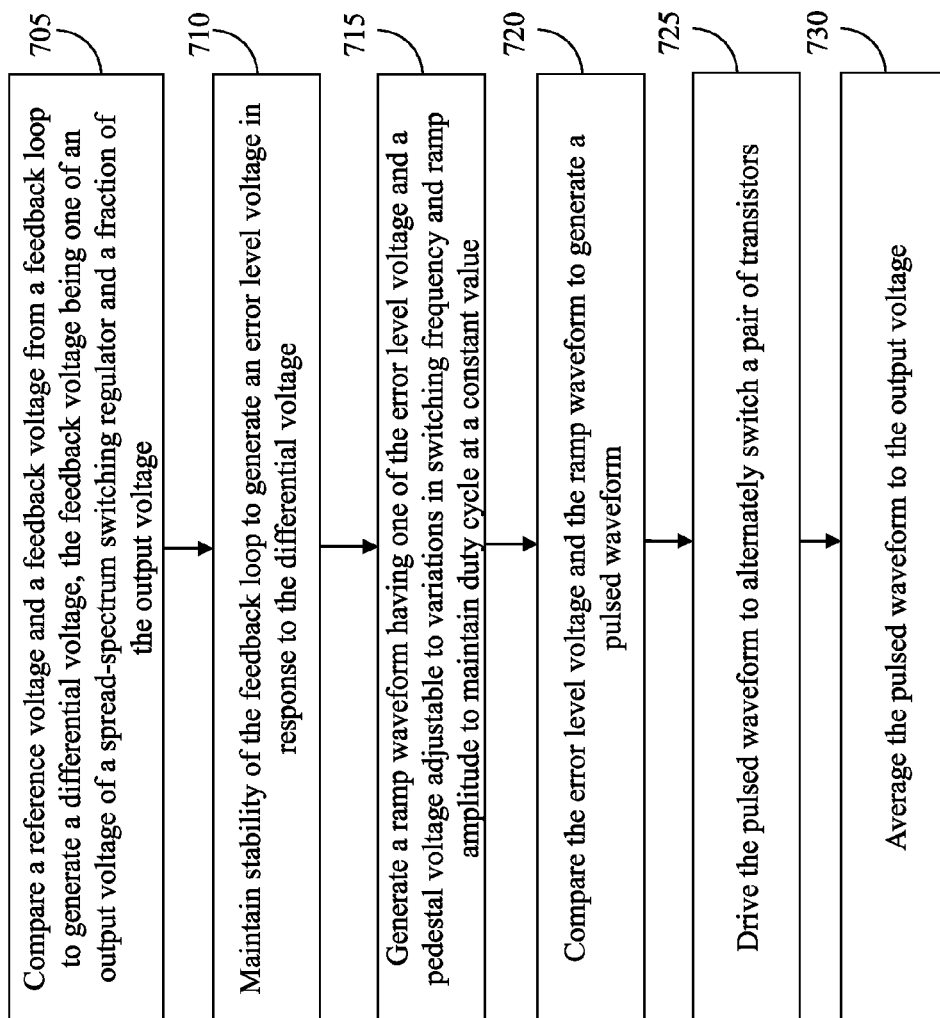 705
Compare a reference voltage and a feedback voltage from a feedback loop
to generate a differential voltage, the feedback voltage being one of an
output voltage of a spread-spectrum switching regulator and a fraction of
the output voltage
710
Maintain stability of the feedback loop to generate an error level voltage in
response to the differential voltage
715
Generate a ramp waveform having one of the error level voltage and a
pedestal voltage adjustable to variations in switching frequency and ramp
amplitude to maintain duty cycle at a constant value
720
Compare the error level voltage and the ramp waveform to generate a
pulsed waveform
725
Drive the pulsed waveform to alternately switch a pair of transistors
730
Average the pulsed waveform to the output voltage